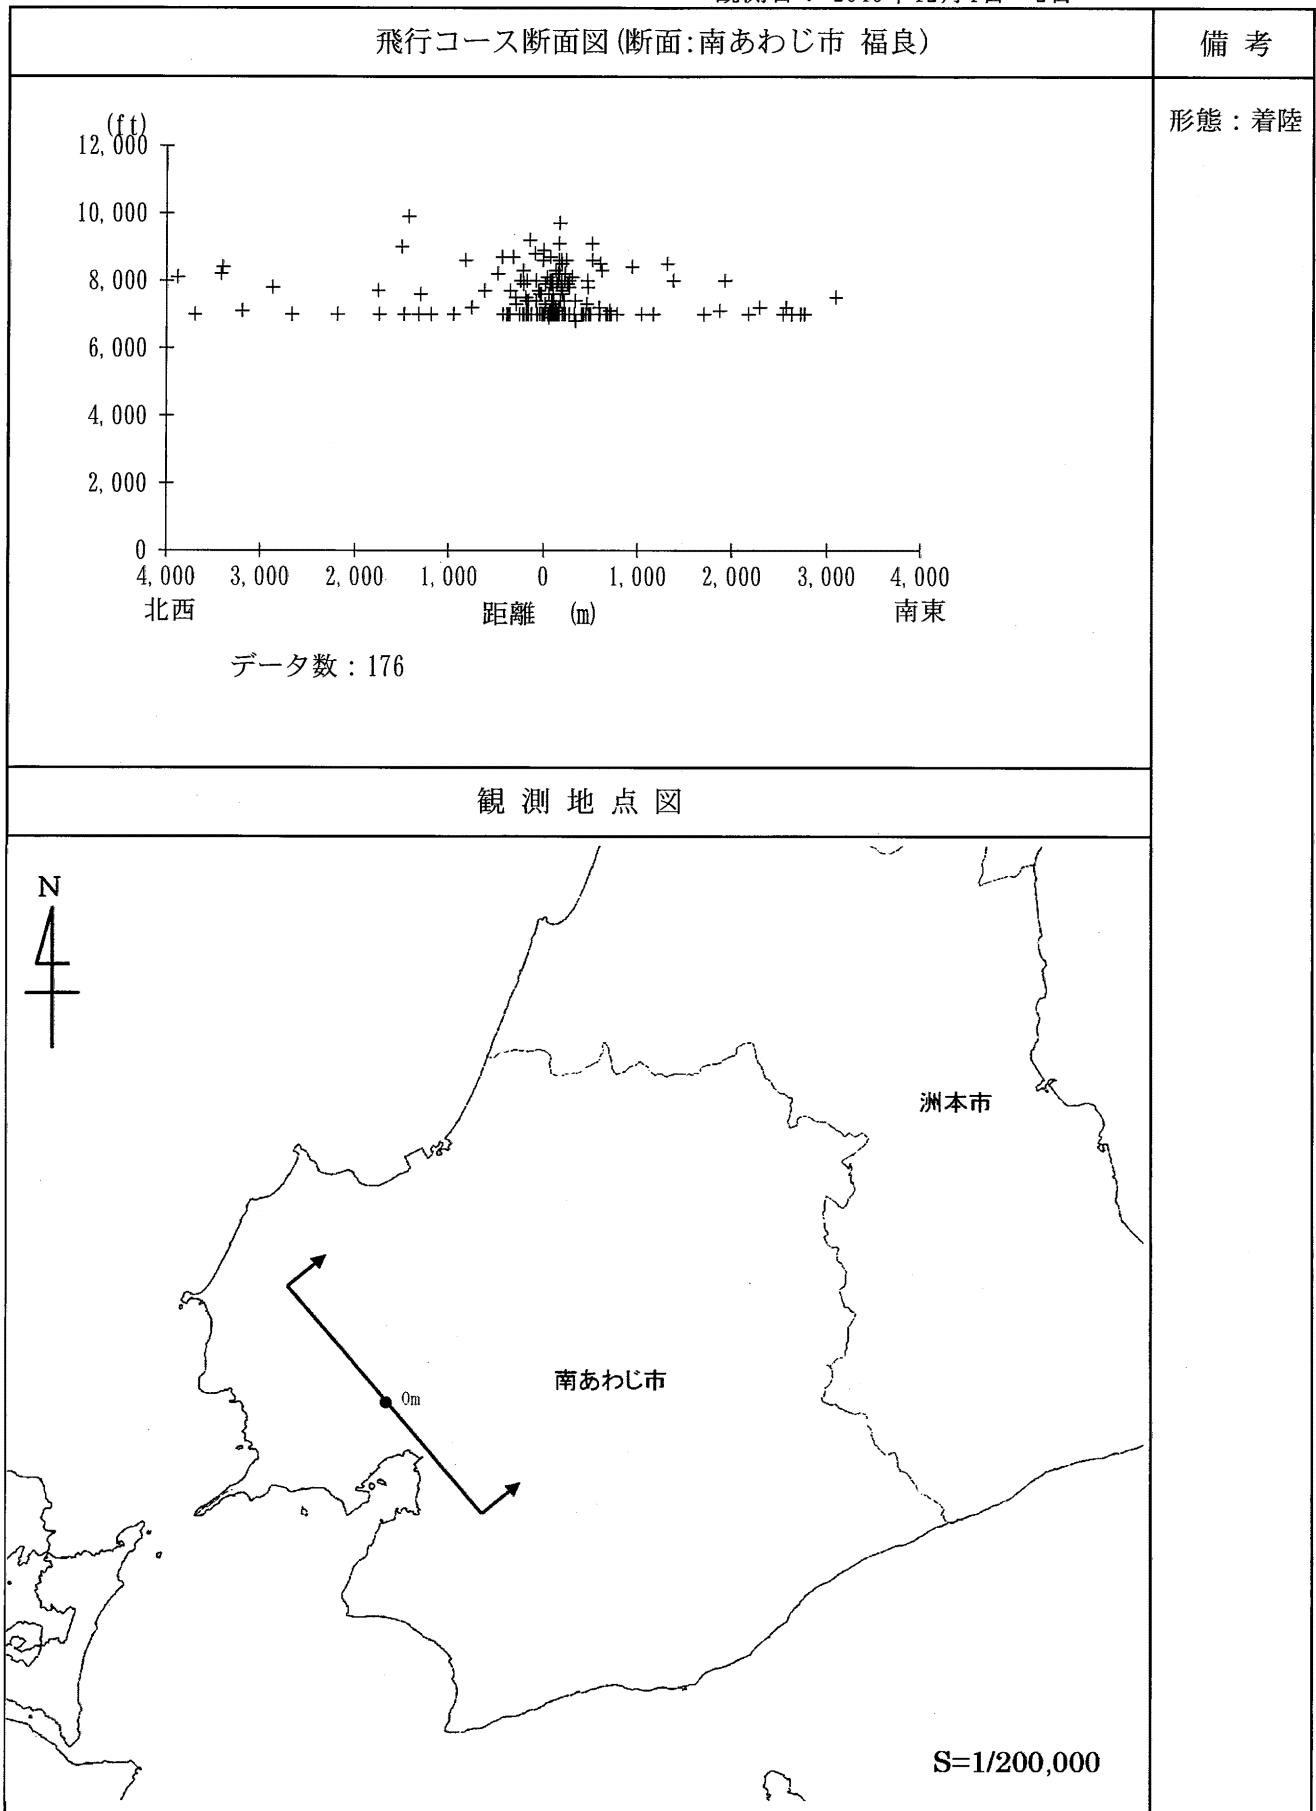 飛行コース断面図(断面:南あわじ市 福良)
備 考
形態：着陸
(ft)
12,000
10,000
8,000
6,000
4,000
2,000
0
4,000 3,000 2,000 1,000 0 1,000 2,000 3,000 4,000
北西 距離 (m) 南東
データ数：176
観 測 地 点 図
N
洲本市
南あわじ市
0m
S=1/200,000